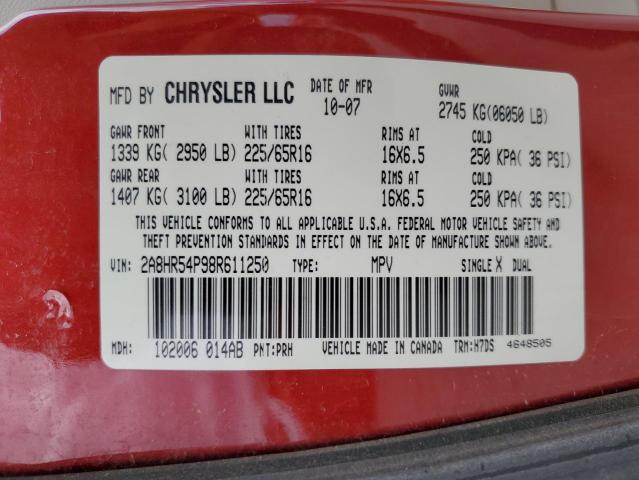 MFD BY CHRYSLER LLC DATE OF MFR GVWR
10-07 2745 KG(06050 LB)
GAWR FRONT WITH TIRES RIMS AT COLD
1339 KG( 2950 LB) 225/65R16 16X6.5 250 KPA( 36 PSI)
GAWR REAR WITH TIRES RIMS AT COLD
1407 KG( 3100 LB) 225/65R16 16X6.5 250 KPA( 36 PSI)
THIS VEHICLE CONFORMS TO ALL APPLICABLE U.S.A. FEDERAL MOTOR VEHICLE SAFETY AND
THEFT PREVENTION STANDARDS IN EFFECT ON THE DATE OF MANUFACTURE SHOWN ABOVE.
VIN: 2A8HR54P98R611250 TYPE: MPV SINGLE X DUAL
MDH: 102006 014AB PNT:PRH VEHICLE MADE IN CANADA TRM:H7DS 4648505